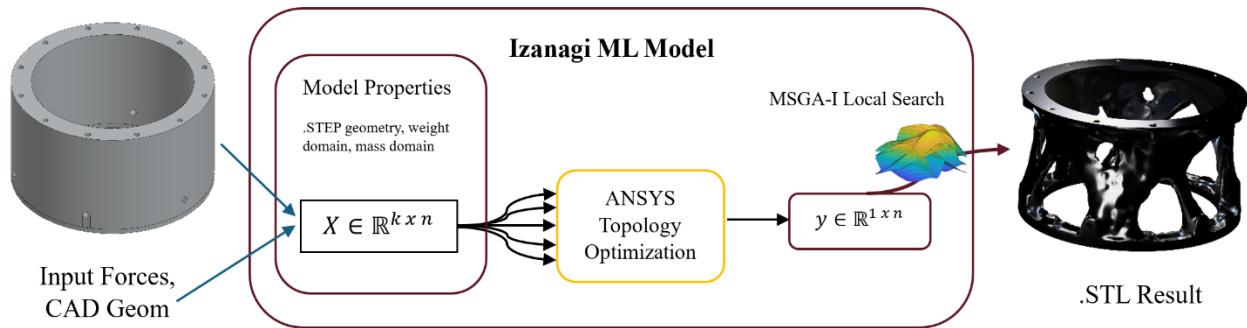 Izanagi ML Model
Model Properties
.STEP geometry, weight
domain, mass domain
X ∈ ℝ^{k x n}
Input Forces,
CAD Geom
ANSYS
Topology
Optimization
y ∈ ℝ^{1 x n}
MSGA-I Local Search
.STL Result